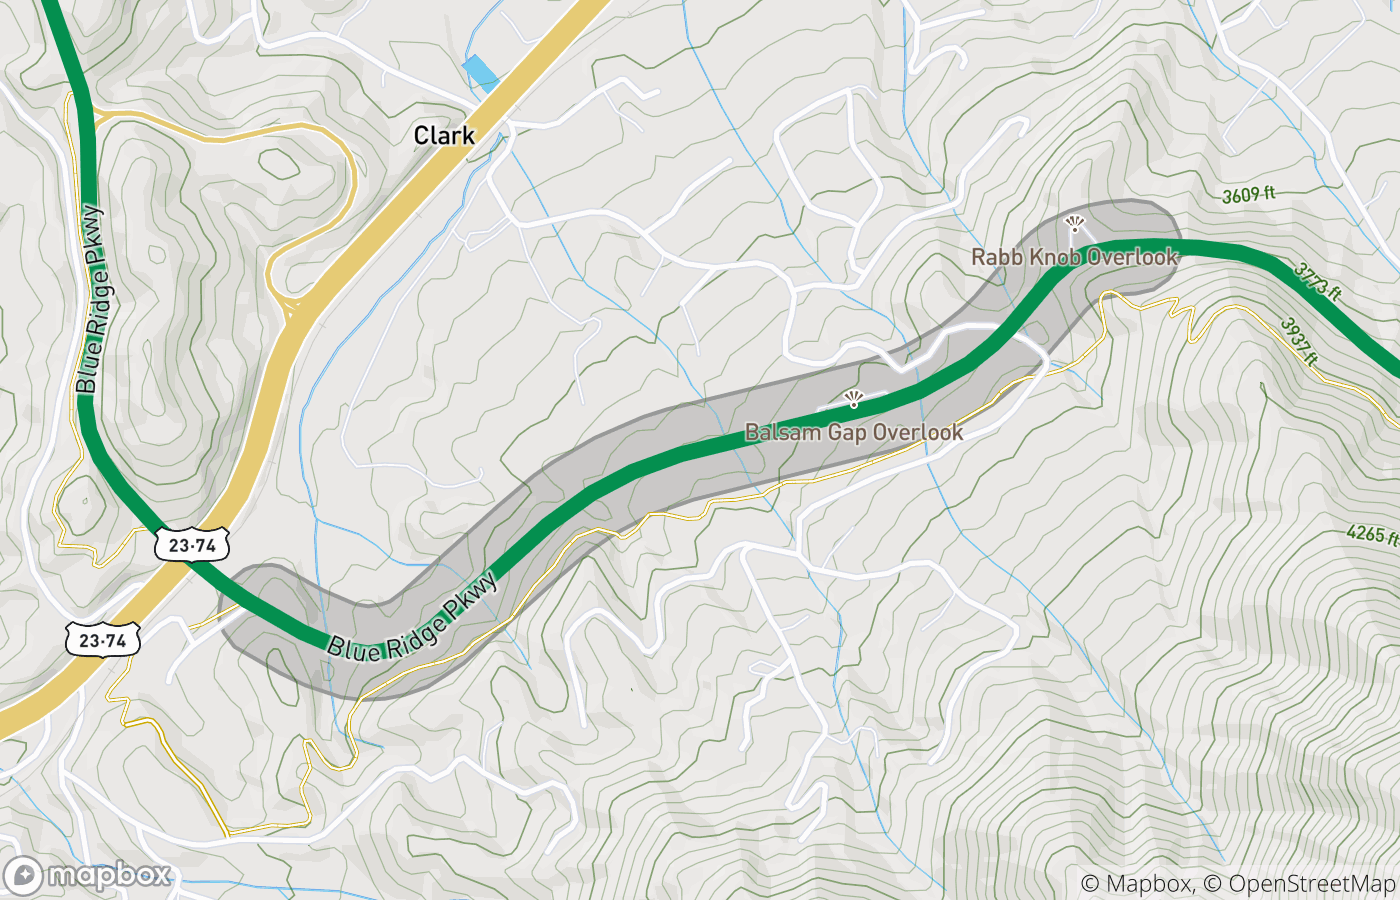 Clark
3609 ft
Blue Ridge Pkwy
Rabb Knob Overlook
3773 ft
3937 ft
Balsam Gap Overlook
23·74
4265 ft
Blue Ridge Pkwy
23·74
mapbox
© Mapbox, © OpenStreetMap